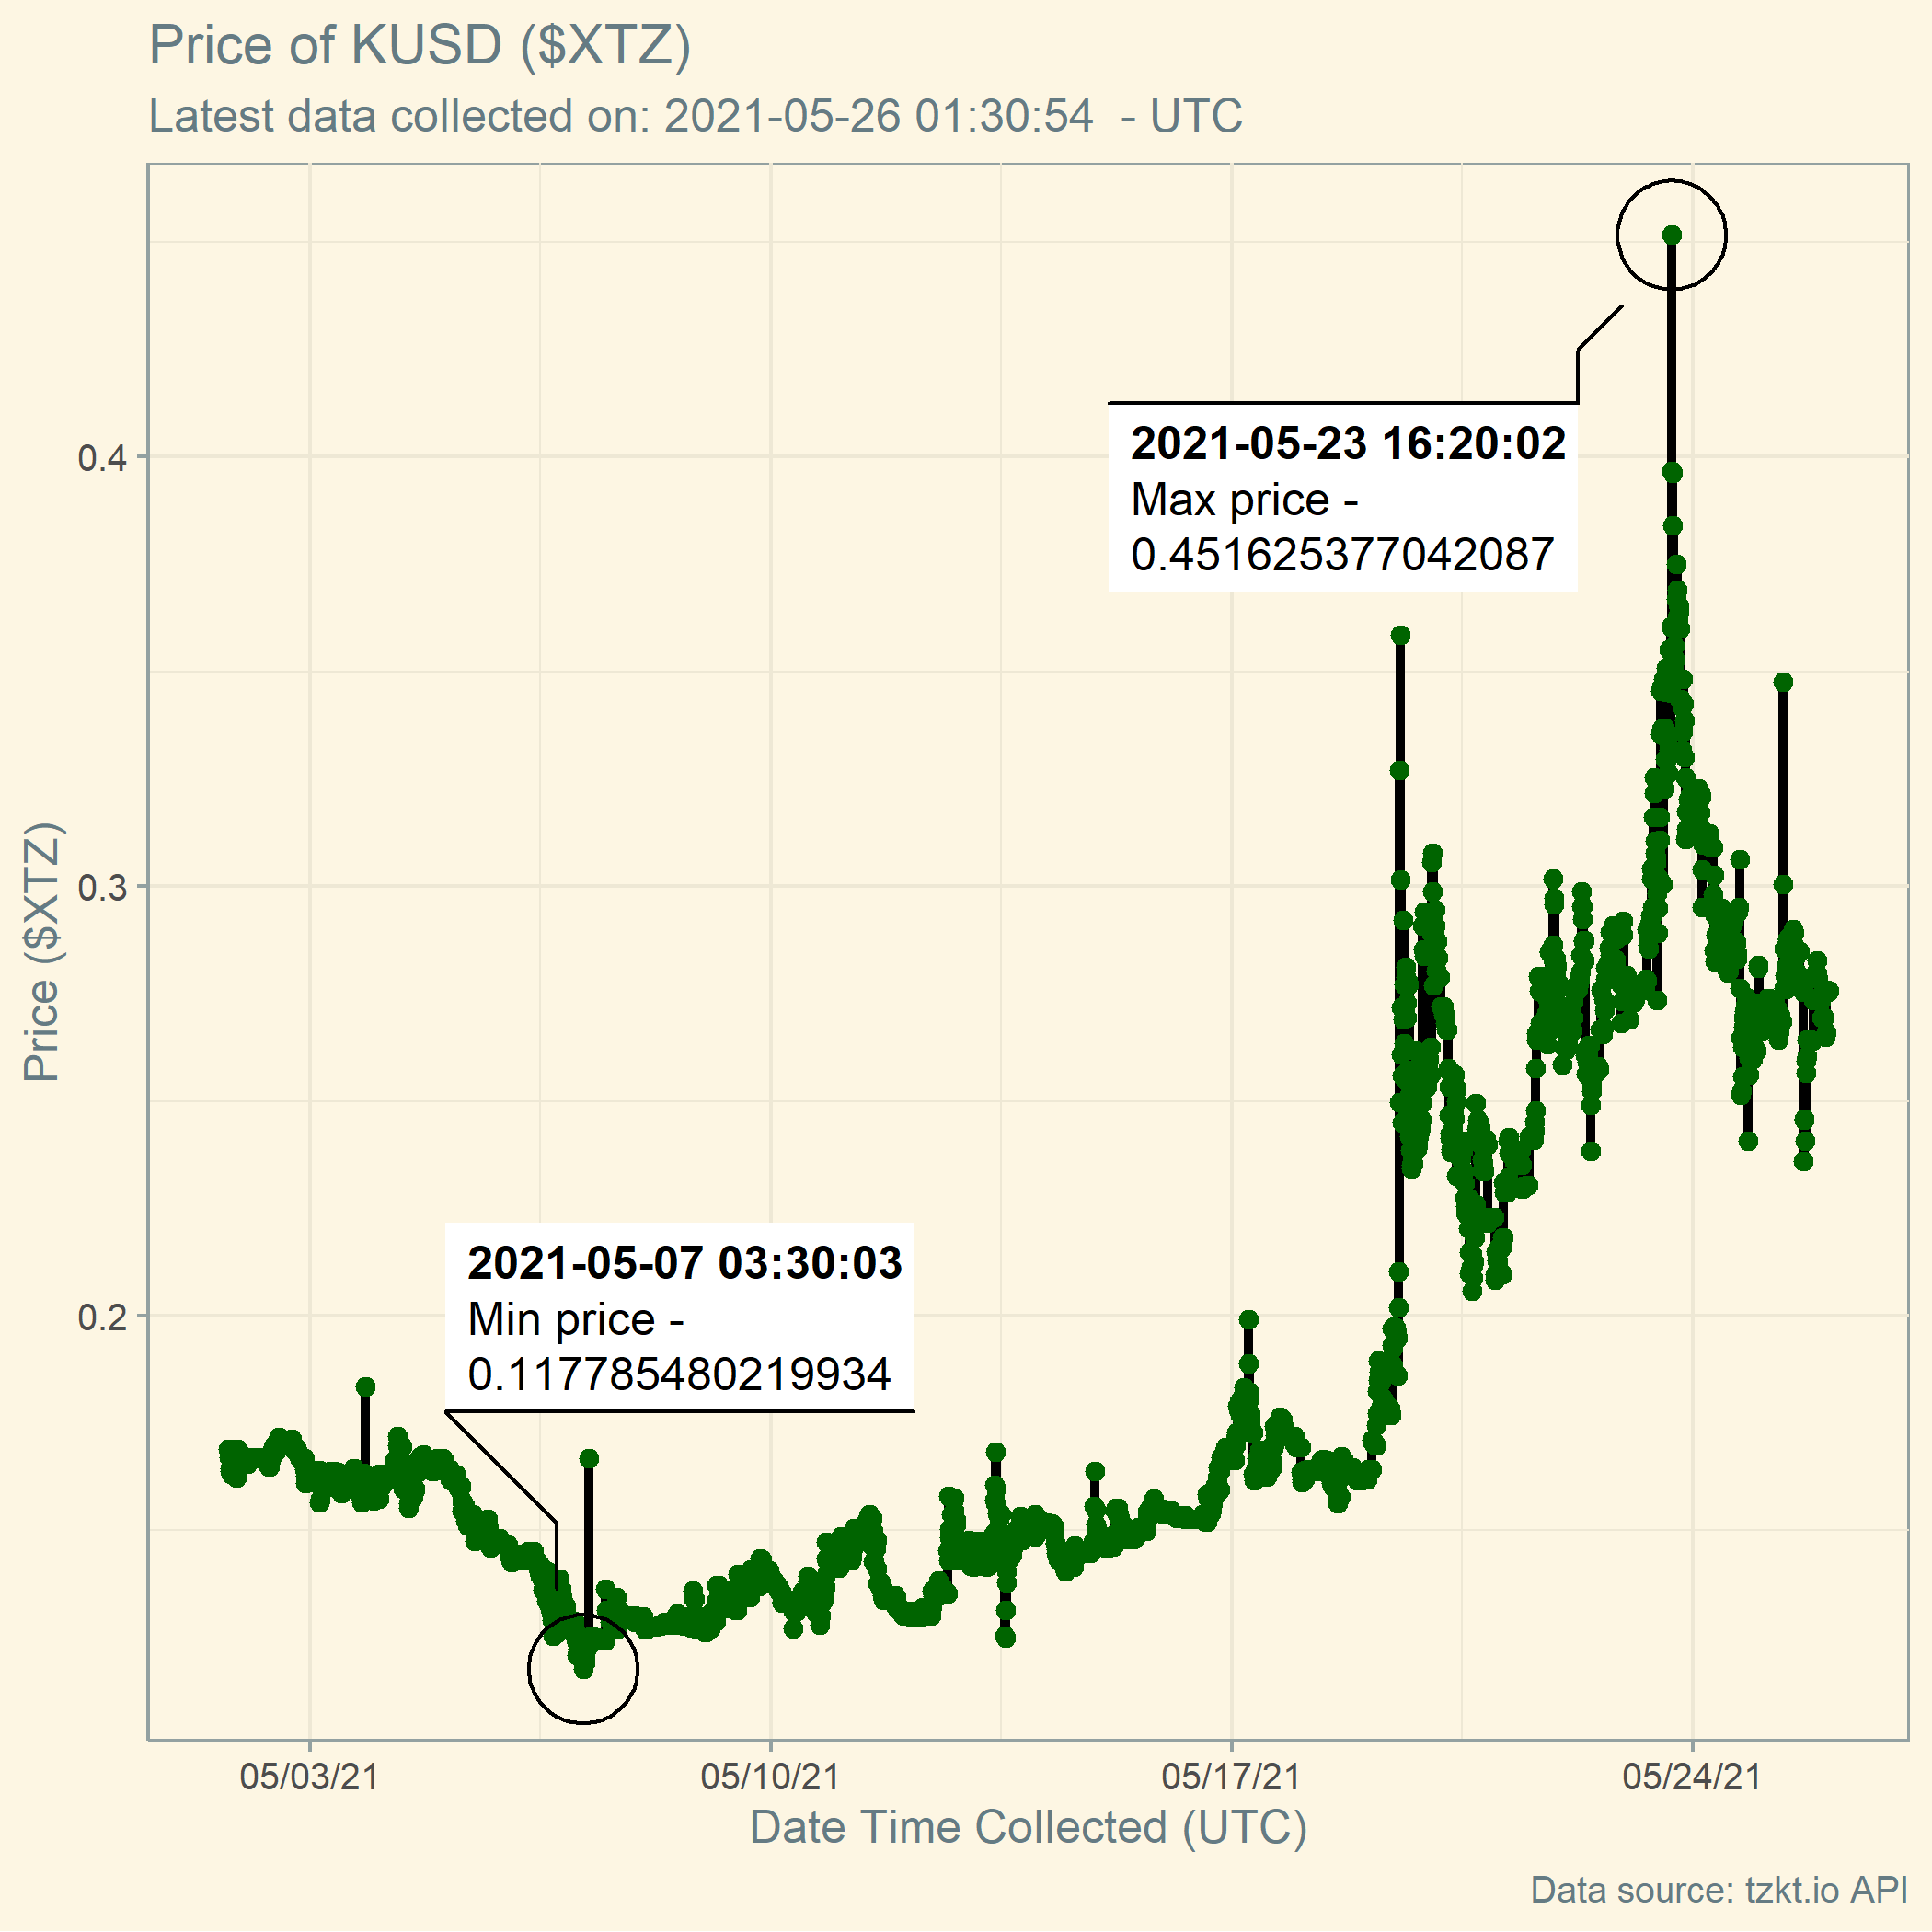 Price of KUSD ($XTZ)
Latest data collected on: 2021-05-26 01:30:54  - UTC
2021-05-23 16:20:02
Max price -
0.451625377042087
2021-05-07 03:30:03
Min price -
0.117785480219934
Price ($XTZ)
0.4
0.3
0.2
05/03/21
05/10/21
05/17/21
05/24/21
Date Time Collected (UTC)
Data source: tzkt.io API